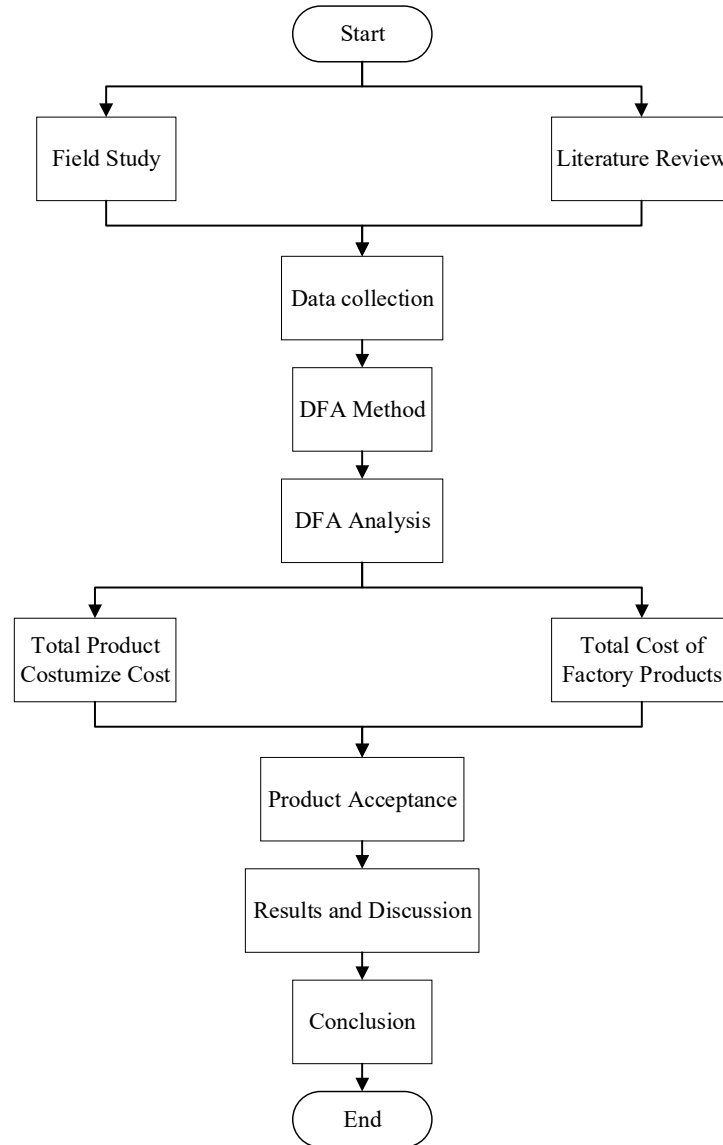 Start
Field Study
Literature Review
Data collection
DFA Method
DFA Analysis
Total Product
Costumize Cost
Total Cost of
Factory Products
Product Acceptance
Results and Discussion
Conclusion
End